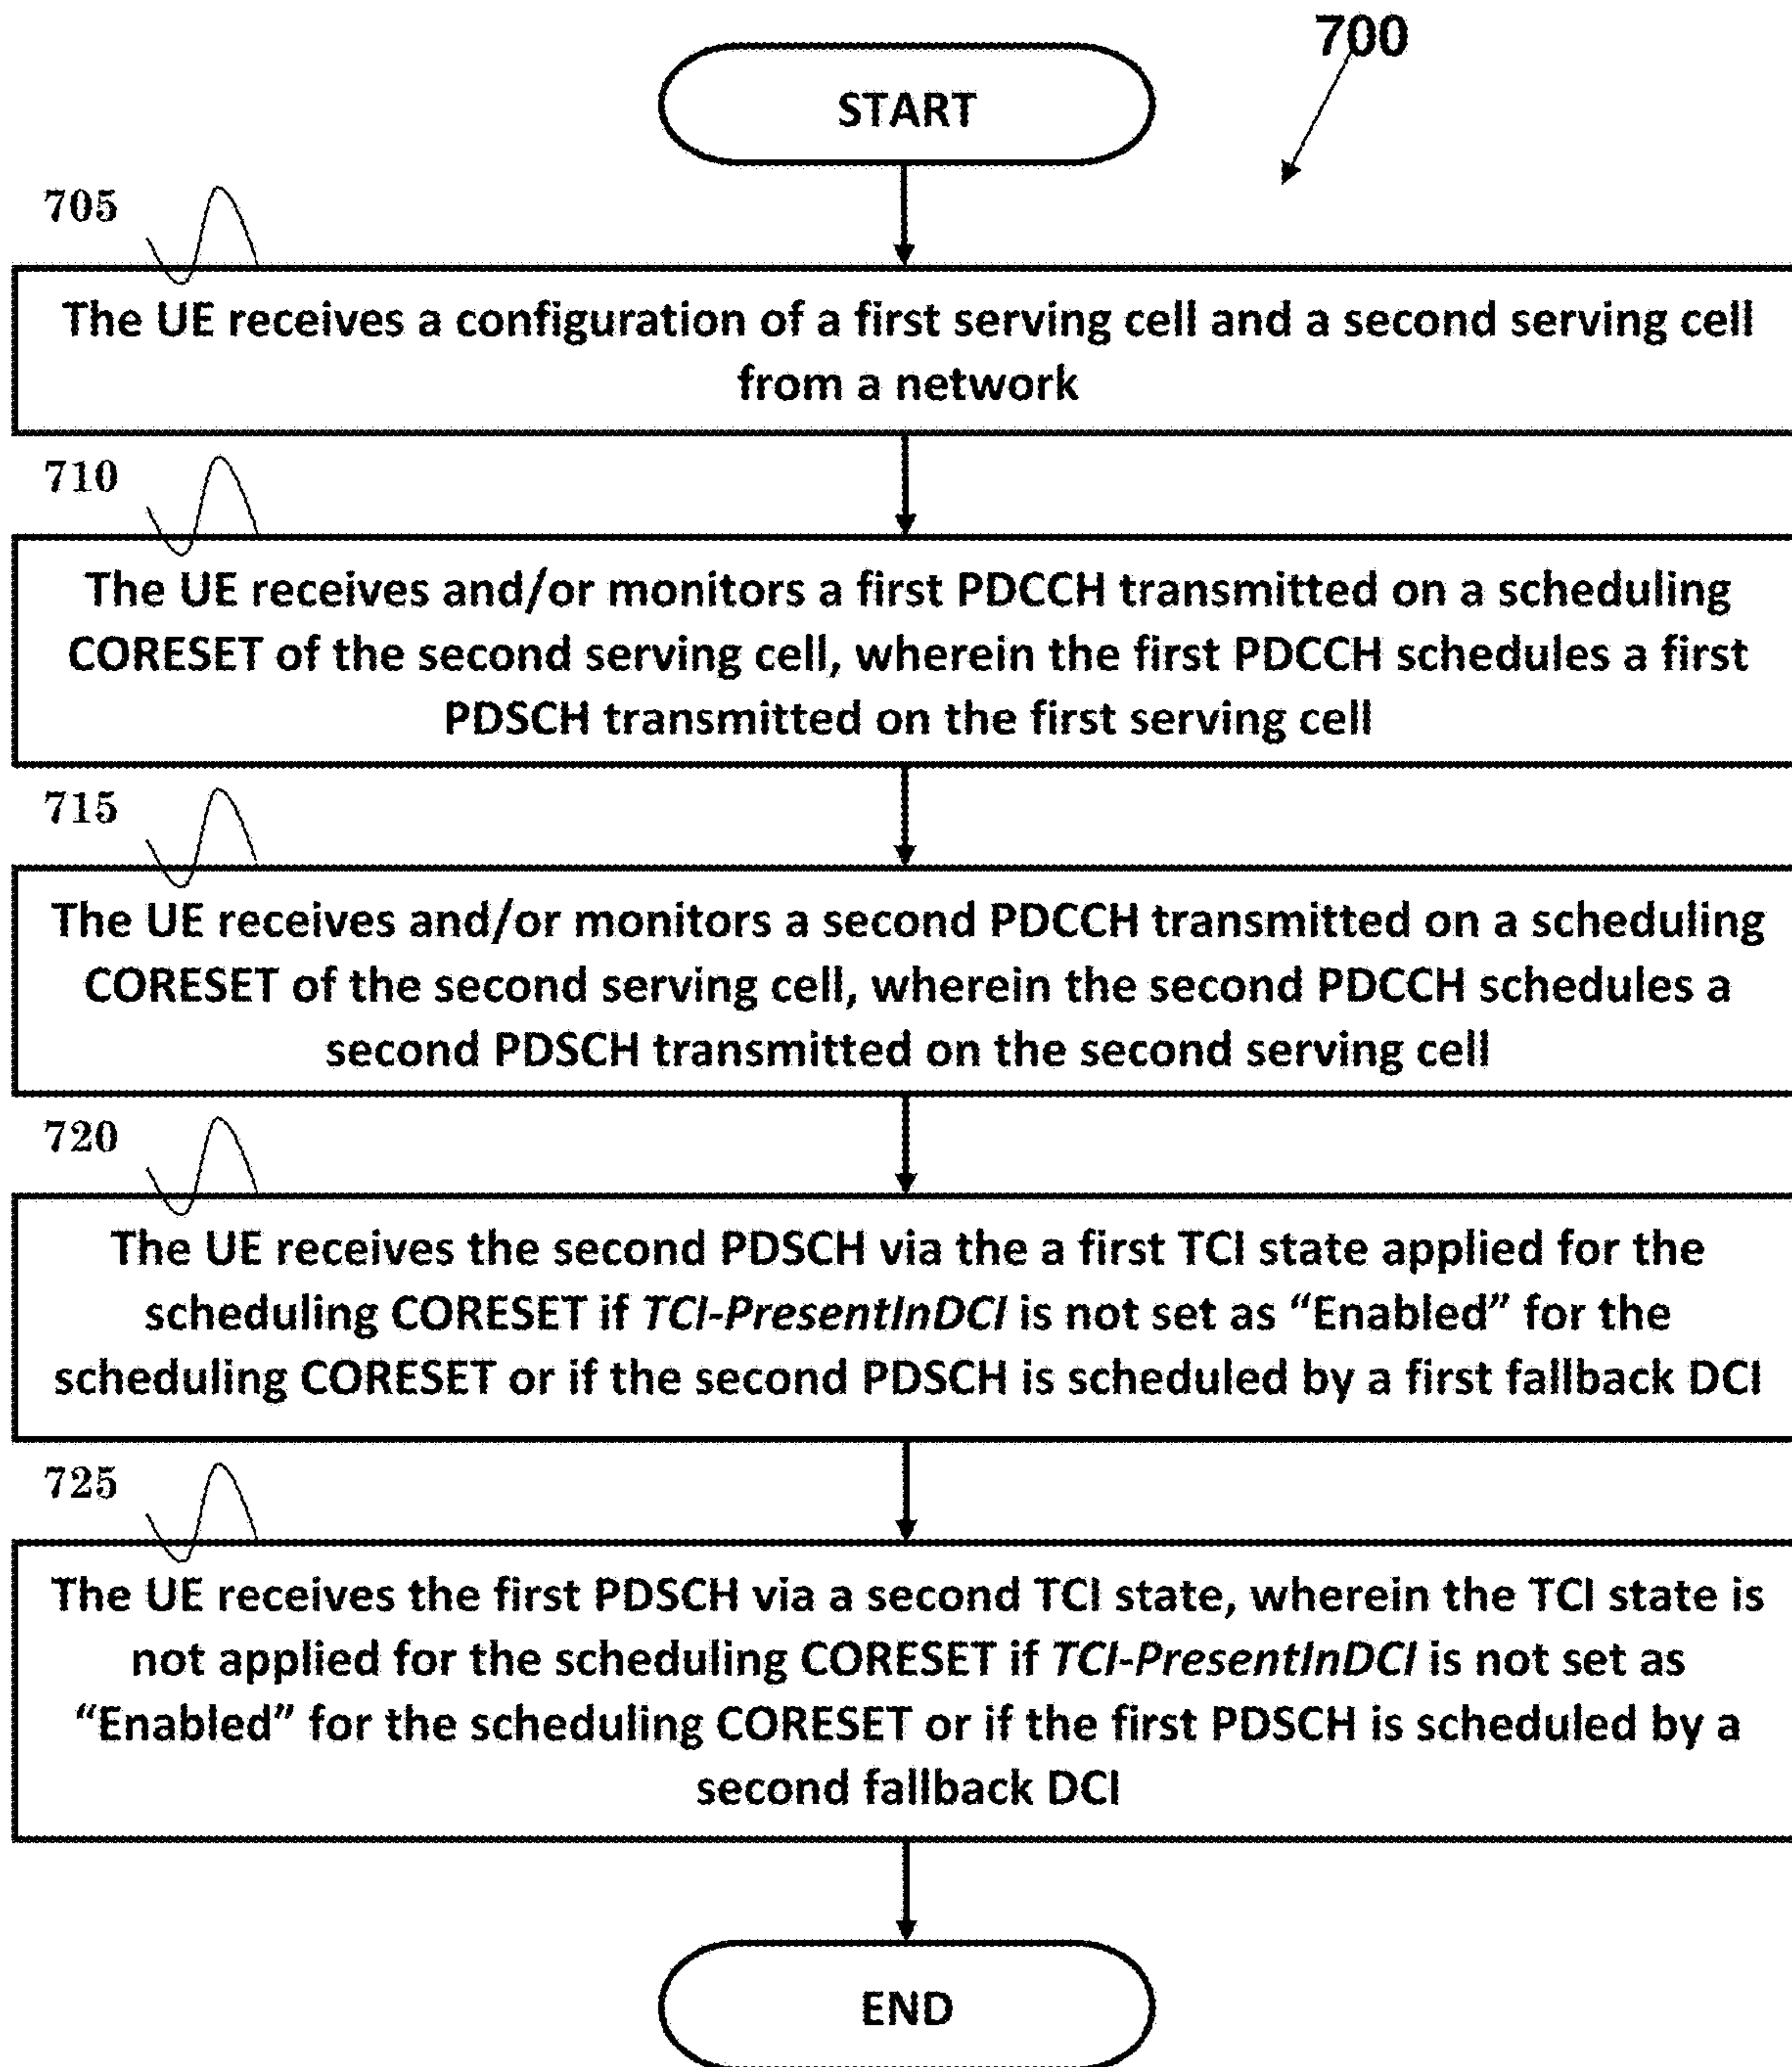 700
START
705
The UE receives a configuration of a first serving cell and a second serving cell
from a network
710
The UE receives and/or monitors a first PDCCH transmitted on a scheduling
CORESET of the second serving cell, wherein the first PDCCH schedules a first
PDSCH transmitted on the first serving cell
715
The UE receives and/or monitors a second PDCCH transmitted on a scheduling
CORESET of the second serving cell, wherein the second PDCCH schedules a
second PDSCH transmitted on the second serving cell
720
The UE receives the second PDSCH via the a first TCI state applied for the
scheduling CORESET if TCI-PresentInDCI is not set as “Enabled” for the
scheduling CORESET or if the second PDSCH is scheduled by a first fallback DCI
725
The UE receives the first PDSCH via a second TCI state, wherein the TCI state is
not applied for the scheduling CORESET if TCI-PresentInDCI is not set as
“Enabled” for the scheduling CORESET or if the first PDSCH is scheduled by a
second fallback DCI
END